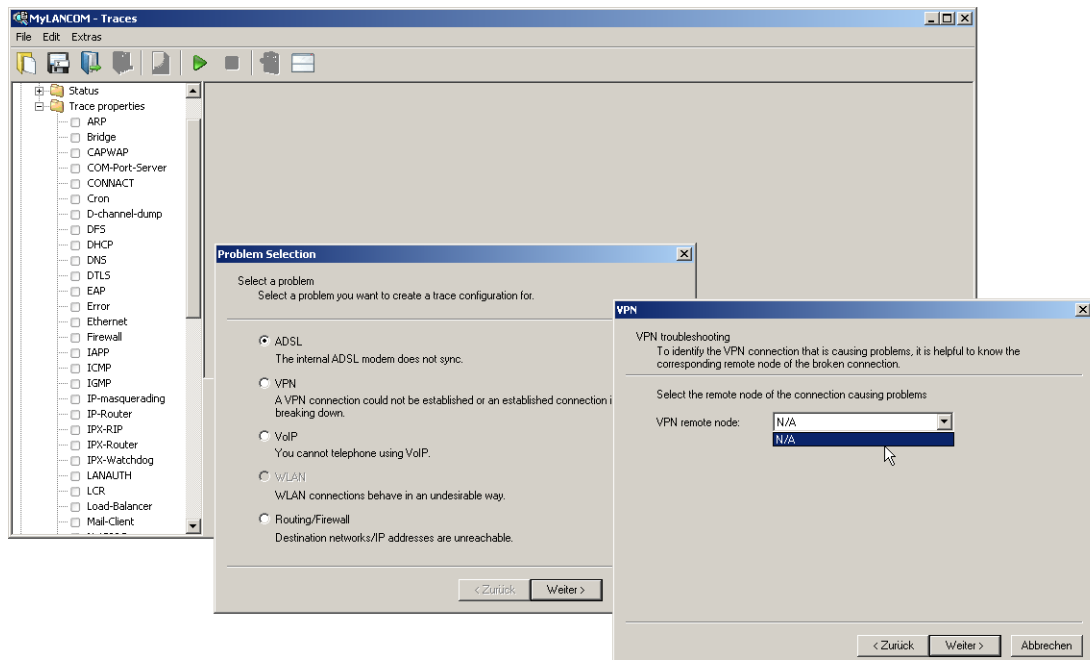 MyLANCOM - Traces
File Edit Extras
Status
Trace properties
ARP
Bridge
CAPWAP
COM-Port-Server
CONNACT
Cron
D-channel-dump
DFS
DHCP
DNS
DTLS
EAP
Error
Ethernet
Firewall
IAPP
ICMP
IGMP
IP-masquerading
IP-Router
IPX-RIP
IPX-Router
IPX-Watchdog
LANAUTH
LCR
Load-Balancer
Mail-Client
Problem Selection
Select a problem
Select a problem you want to create a trace configuration for.
ADSL
The internal ADSL modem does not sync.
VPN
A VPN connection could not be established or an established connection i
breaking down.
VoIP
You cannot telephone using VoIP.
WLAN
WLAN connections behave in an undesirable way.
Routing/Firewall
Destination networks/IP addresses are unreachable.
< Zurück Weiter >
VPN
VPN troubleshooting
To identify the VPN connection that is causing problems, it is helpful to know the
corresponding remote node of the broken connection.
Select the remote node of the connection causing problems
VPN remote node: N/A
N/A
< Zurück Weiter > Abbrechen